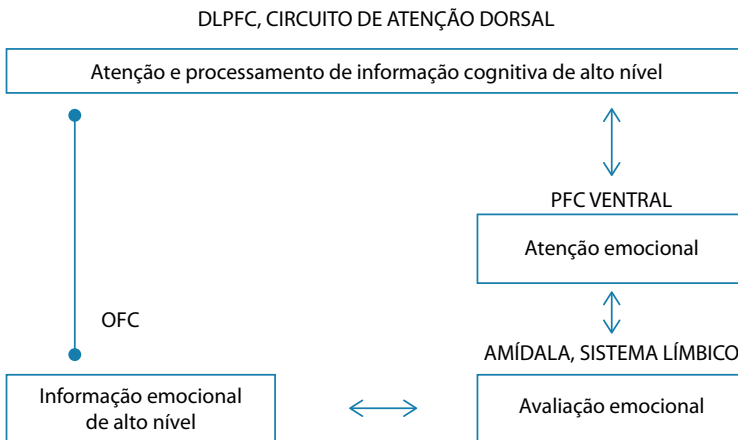 DLPFC, CIRCUITO DE ATENÇÃO DORSAL
Atenção e processamento de informação cognitiva de alto nível
PFC VENTRAL
Atenção emocional
OFC
AMÍDALA, SISTEMA LÍMBICO
Informação emocional
de alto nível
Avaliação emocional